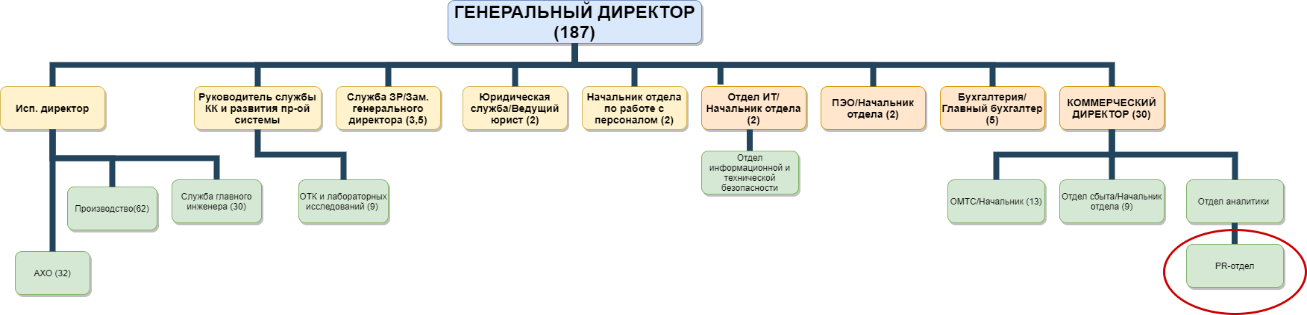 ГЕНЕРАЛЬНЫЙ ДИРЕКТОР
(187)
Исп. директор
Руководитель службы
КК и развития пр-ой
системы
Служба ЗР/Зам.
генерального
директора (3,5)
Юридическая
служба/Ведущий
юрист (2)
Начальник отдела
по работе с
персоналом (2)
Отдел ИТ/
Начальник отдела
(2)
ПЭО/Начальник
отдела (2)
Бухгалтерия/
Главный бухгалтер
(5)
КОММЕРЧЕСКИЙ
ДИРЕКТОР (30)
Отдел
информационной и
технической
безопасности
Производство(62)
Служба главного
инженера (30)
ОТК и лабораторных
исследований (9)
ОМТС/Начальник (13)
Отдел сбыта/Начальник
отдела (9)
Отдел аналитики
АХО (32)
PR-отдел